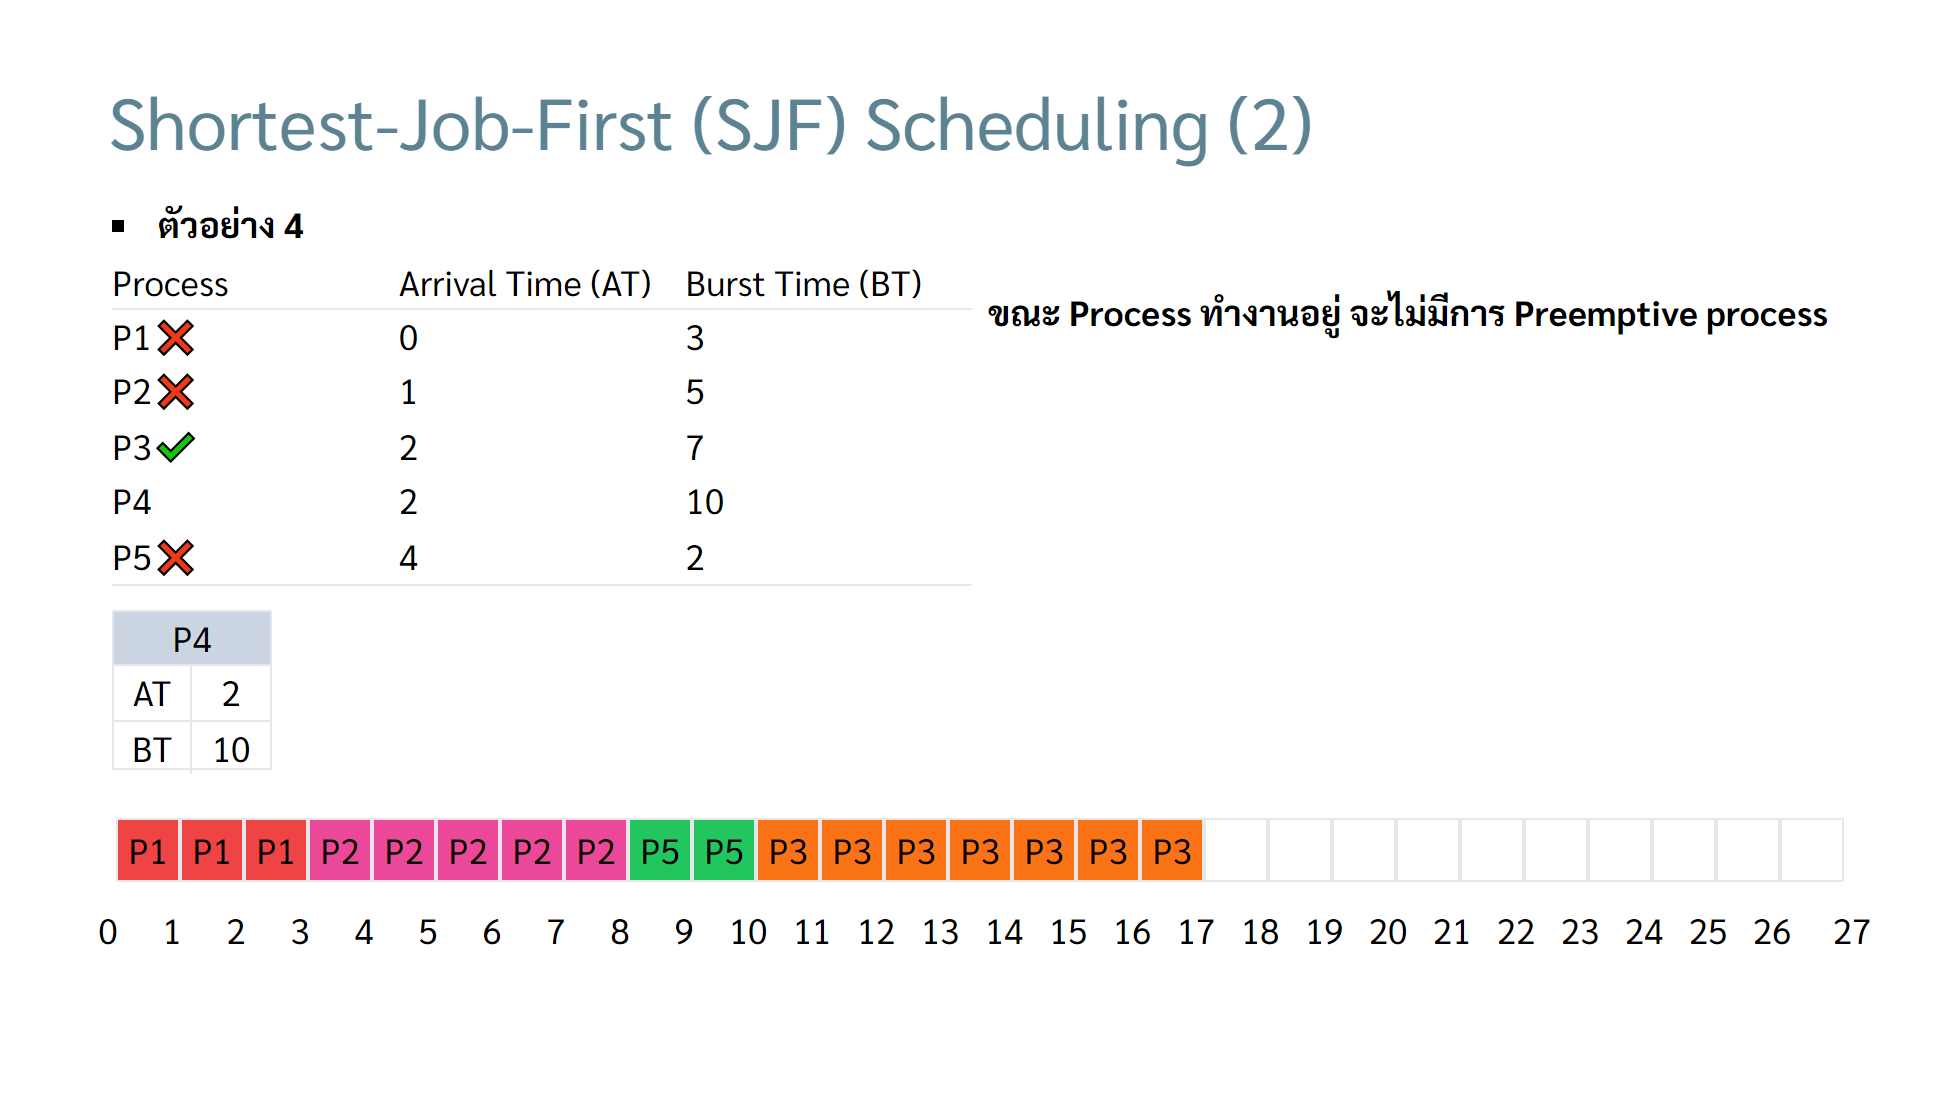 Shortest-Job-First (SJF) Scheduling (2)
ตัวอย่าง 4
Process Arrival Time (AT) Burst Time (BT)
ขณะ Process ทำงานอยู่ จะไม่มีการ Preemptive process
P1 0 3
P2 1 5
P3 2 7
P4 2 10
P5 4 2
P4
AT 2
BT 10
P1 P1 P1 P2 P2 P2 P2 P2 P5 P5 P3 P3 P3 P3 P3 P3 P3
0 1 2 3 4 5 6 7 8 9 10 11 12 13 14 15 16 17 18 19 20 21 22 23 24 25 26 27